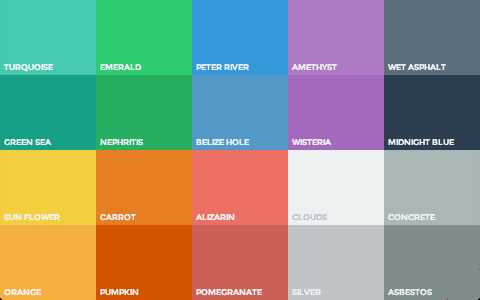 TURQUOISE EMERALD PETER RIVER AMETHYST WET ASPHALT
GREEN SEA NEPHRITIS BELIZE HOLE WISTERIA MIDNIGHT BLUE
SUN FLOWER CARROT ALIZARIN CLOUDS CONCRETE
ORANGE PUMPKIN POMEGRANATE SILVER ASBESTOS